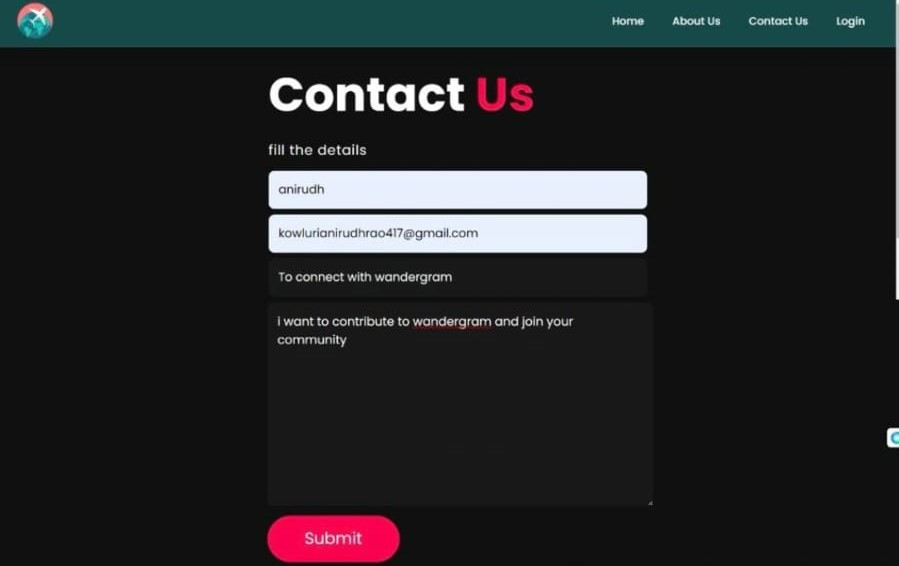 Home About Us Contact Us Login
Contact Us
fill the details
anirudh
kowlurianirudhrao417@gmail.com
To connect with wandergram
i want to contribute to wandergram and join your
community
Submit